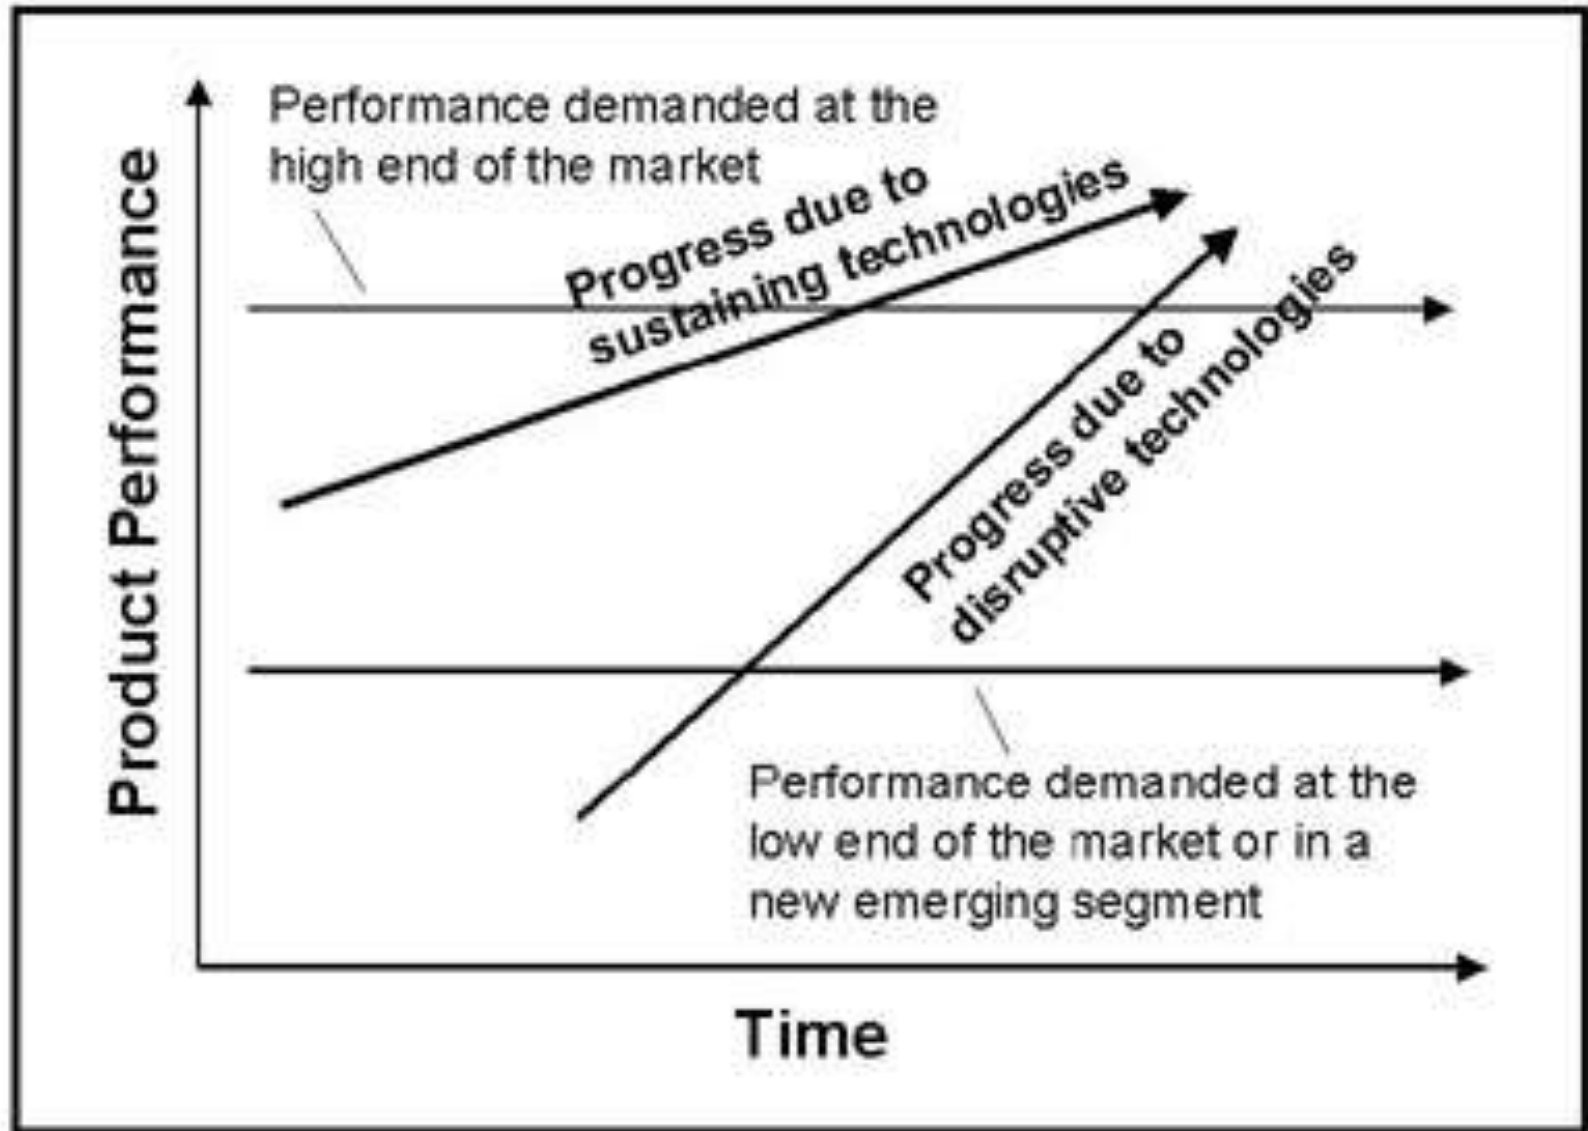 Performance demanded at the
high end of the market
Progress due to
sustaining technologies
Product Performance
Progress due to
disruptive technologies
Performance demanded at the
low end of the market or in a
new emerging segment
Time